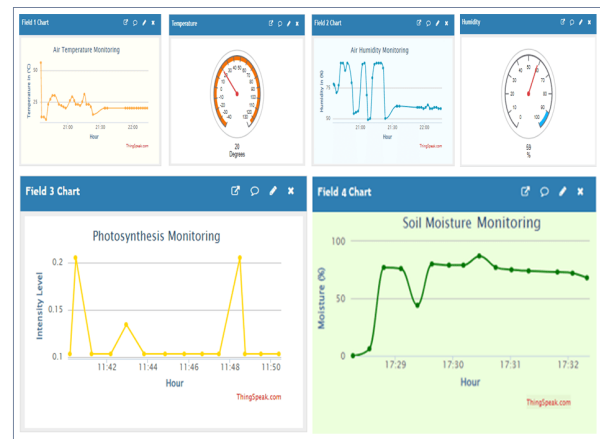 Field 1 Chart
Air Temperature Monitoring
Temperature in (°C)
25
21:00
21:30
22:00
Hour
ThingSpeak.com
Temperature
20
Degrees
Field 2 Chart
Air Humidity Monitoring
Humidity in (%)
50
21:00
21:30
22:00
Hour
ThingSpeak.com
Humidity
%
Field 3 Chart
Photosynthesis Monitoring
Intensity Level
0.2
0.15
0.1
11:42
11:44
11:46
11:48
11:50
Hour
ThingSpeak.com
Field 4 Chart
Soil Moisture Monitoring
Moisture (%)
100
50
0
17:29
17:30
17:31
17:32
Hour
ThingSpeak.com